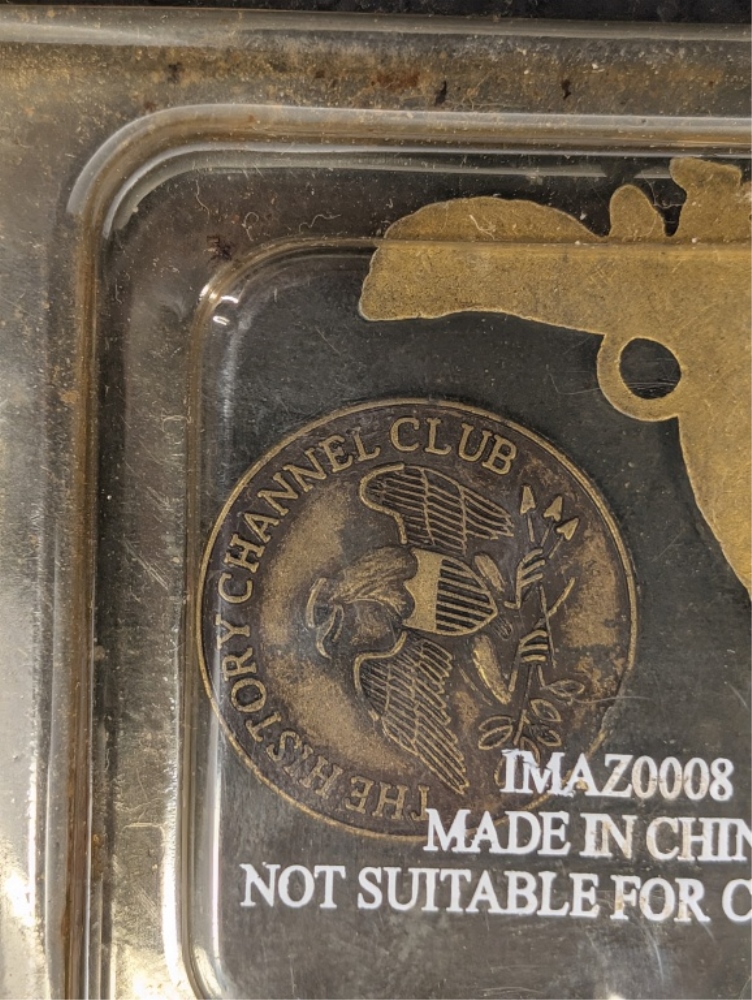 THE HISTORY CHANNEL CLUB
IMAZ0008
MADE IN CHIN
NOT SUITABLE FOR C